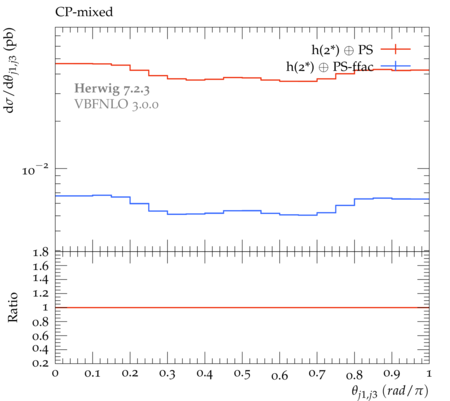 CP-mixed
dσ/dθj1,j3 (pb)
h(2*) ⊕ PS
h(2*) ⊕ PS-ffac
Herwig 7.2.3
VBFNLO 3.0.0
10−2
Ratio
1.8
1.6
1.4
1.2
1
0.8
0.6
0.4
0.2
0 0.1 0.2 0.3 0.4 0.5 0.6 0.7 0.8 0.9 1
θj1,j3 (rad/π)